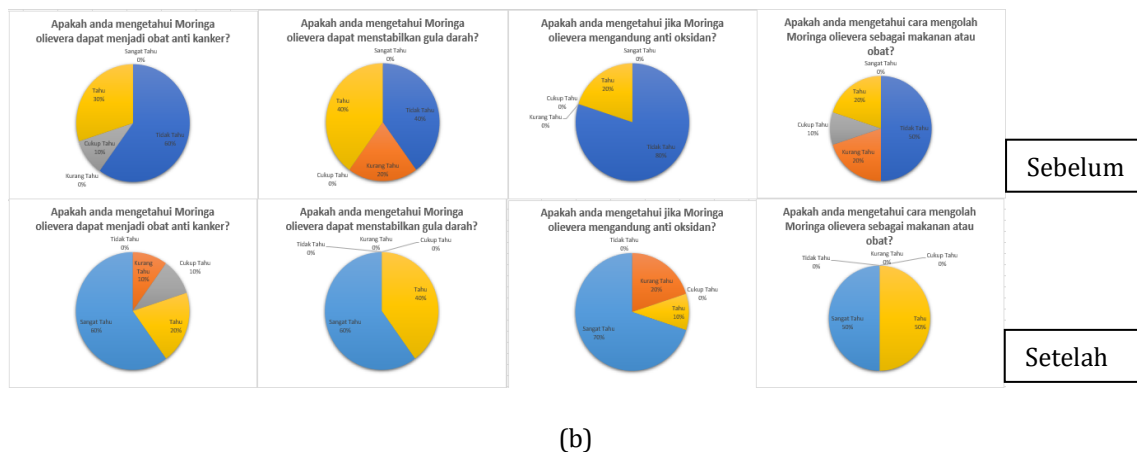 Apakah anda mengetahui Moringa
olievera dapat menjadi obat anti kanker?
Sangat Tahu
0%
Tahu
30%
Cukup Tahu
10%
Kurang Tahu
0%
Tidak Tahu
60%
Apakah anda mengetahui Moringa
olievera dapat menstabilkan gula darah?
Sangat Tahu
0%
Tahu
40%
Tidak Tahu
40%
Kurang Tahu
20%
Cukup Tahu
0%
Apakah anda mengetahui jika Moringa
olievera mengandung anti oksidan?
Sangat Tahu
0%
Tahu
20%
Cukup Tahu
0%
Kurang Tahu
0%
Tidak Tahu
80%
Apakah anda mengetahui cara mengolah
Moringa olievera sebagai makanan atau
obat?
Sangat Tahu
0%
Tahu
20%
Cukup Tahu
10%
Kurang Tahu
20%
Tidak Tahu
50%
Sebelum
Apakah anda mengetahui Moringa
olievera dapat menjadi obat anti kanker?
Tidak Tahu
0%
Kurang
Tahu
10%
Cukup Tahu
10%
Tahu
20%
Sangat Tahu
60%
Apakah anda mengetahui Moringa
olievera dapat menstabilkan gula darah?
Tidak Tahu
0%
Kurang Tahu
0%
Cukup Tahu
0%
Tahu
40%
Sangat Tahu
60%
Apakah anda mengetahui jika Moringa
olievera mengandung anti oksidan?
Tidak Tahu
0%
Kurang Tahu
20%
Cukup Tahu
0%
Tahu
10%
Sangat Tahu
70%
Apakah anda mengetahui cara mengolah
Moringa olievera sebagai makanan atau
obat?
Tidak Tahu
0%
Kurang Tahu
0%
Cukup Tahu
0%
Sangat Tahu
50%
Tahu
50%
Setelah
(b)